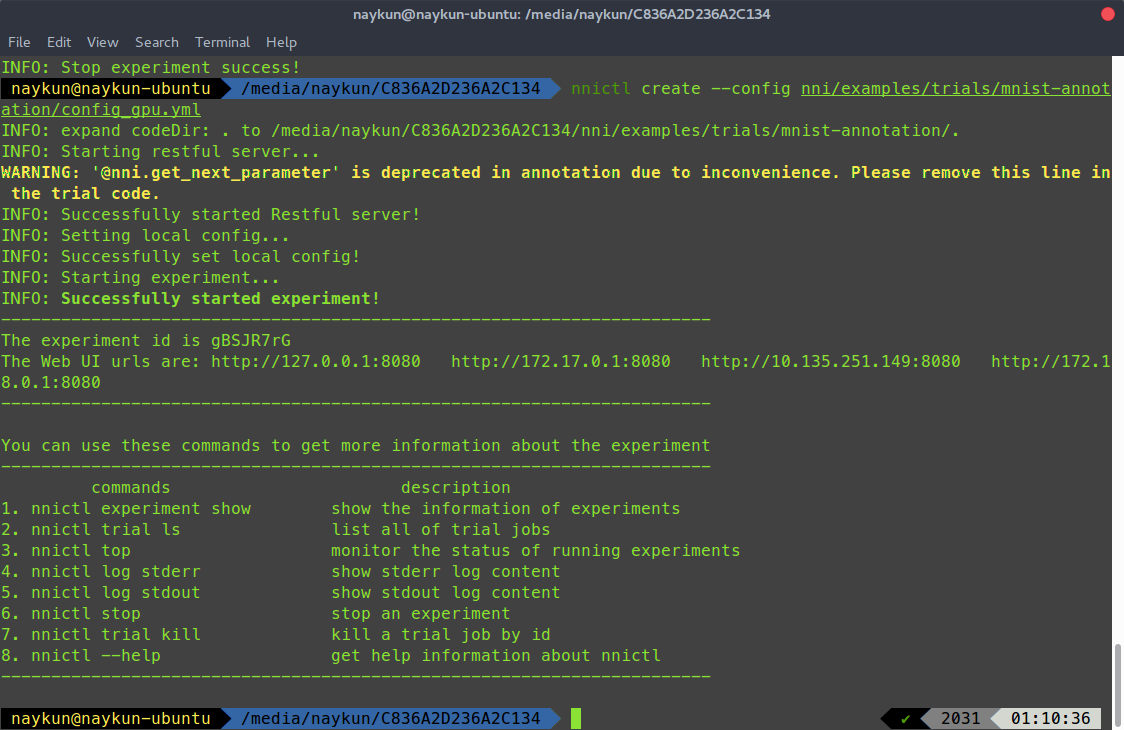 naykun@naykun-ubuntu: /media/naykun/C836A2D236A2C134
File Edit View Search Terminal Help
INFO: Stop experiment success!
naykun@naykun-ubuntu /media/naykun/C836A2D236A2C134 nnictl create --config nni/examples/trials/mnist-annot
ation/config_gpu.yml
INFO: expand codeDir: . to /media/naykun/C836A2D236A2C134/nni/examples/trials/mnist-annotation/.
INFO: Starting restful server...
WARNING: '@nni.get_next_parameter' is deprecated in annotation due to inconvenience. Please remove this line in
the trial code.
INFO: Successfully started Restful server!
INFO: Setting local config...
INFO: Successfully set local config!
INFO: Starting experiment...
INFO: Successfully started experiment!
-----------------------------------------------------------------------
The experiment id is gBSJR7rG
The Web UI urls are: http://127.0.0.1:8080 http://172.17.0.1:8080 http://10.135.251.149:8080 http://172.1
8.0.1:8080
-----------------------------------------------------------------------
You can use these commands to get more information about the experiment
-----------------------------------------------------------------------
commands description
1. nnictl experiment show show the information of experiments
2. nnictl trial ls list all of trial jobs
3. nnictl top monitor the status of running experiments
4. nnictl log stderr show stderr log content
5. nnictl log stdout show stdout log content
6. nnictl stop stop an experiment
7. nnictl trial kill kill a trial job by id
8. nnictl --help get help information about nnictl
-----------------------------------------------------------------------
naykun@naykun-ubuntu /media/naykun/C836A2D236A2C134 ✔ 2031 01:10:36